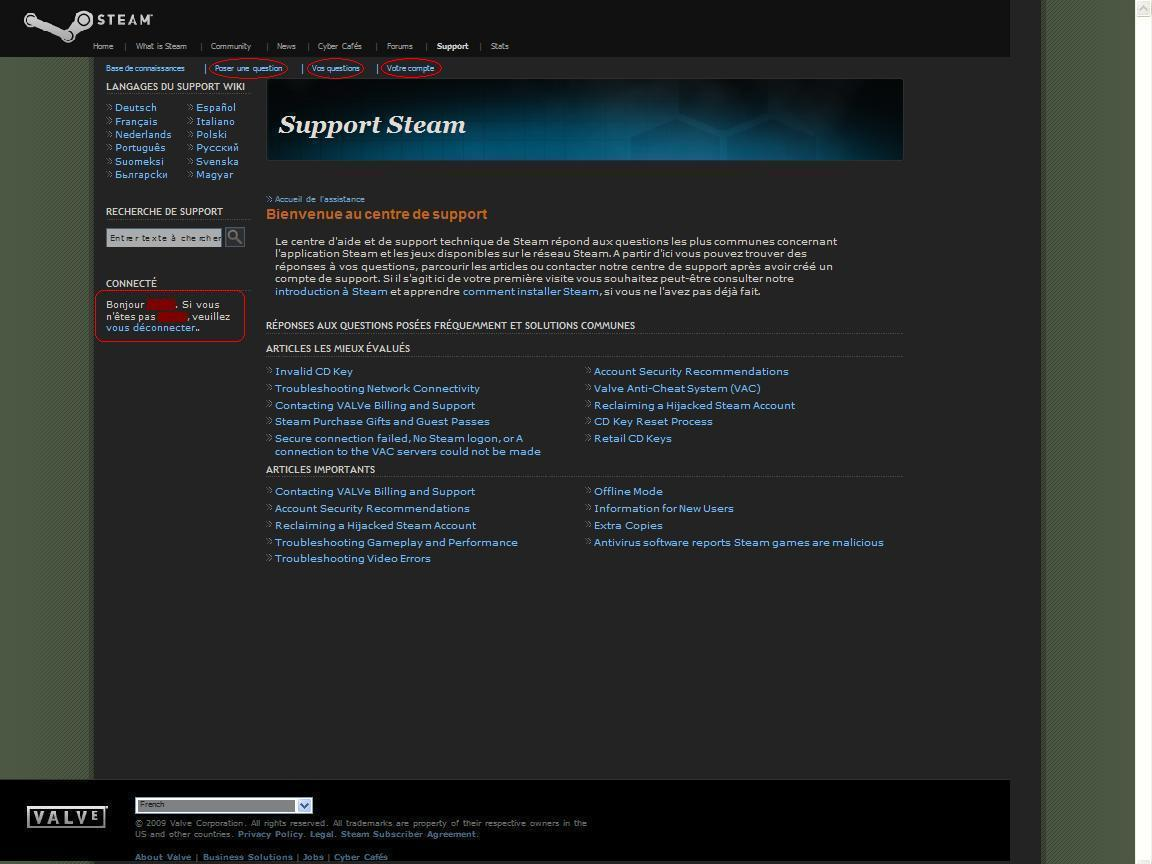 STEAM
Home | What is Steam | Community | News | Cyber Cafés | Forums | Support | Stats
Base de connaissances | Poser une question | Vos questions | Votre compte
LANGAGES DU SUPPORT WIKI
Deutsch Español
Français Italiano
Nederlands Polski
Português Русский
Suomeksi Svenska
Български Magyar
RECHERCHE DE SUPPORT
Entrer texte à chercher
CONNECTÉ
Bonjour . Si vous
n'êtes pas , veuillez
vous déconnecter..
Support Steam
Accueil de l'assistance
Bienvenue au centre de support
Le centre d'aide et de support technique de Steam répond aux questions les plus communes concernant
l'application Steam et les jeux disponibles sur le réseau Steam. A partir d'ici vous pouvez trouver des
réponses à vos questions, parcourir les articles ou contacter notre centre de support après avoir créé un
compte de support. Si il s'agit ici de votre première visite vous souhaitez peut-être consulter notre
introduction à Steam et apprendre comment installer Steam, si vous ne l'avez pas déjà fait.
RÉPONSES AUX QUESTIONS POSÉES FRÉQUEMMENT ET SOLUTIONS COMMUNES
ARTICLES LES MIEUX ÉVALUÉS
Invalid CD Key
Troubleshooting Network Connectivity
Contacting VALVe Billing and Support
Steam Purchase Gifts and Guest Passes
Secure connection failed, No Steam logon, or A
connection to the VAC servers could not be made
Account Security Recommendations
Valve Anti-Cheat System (VAC)
Reclaiming a Hijacked Steam Account
CD Key Reset Process
Retail CD Keys
ARTICLES IMPORTANTS
Contacting VALVe Billing and Support
Account Security Recommendations
Reclaiming a Hijacked Steam Account
Troubleshooting Gameplay and Performance
Troubleshooting Video Errors
Offline Mode
Information for New Users
Extra Copies
Antivirus software reports Steam games are malicious
VALVE
French
© 2009 Valve Corporation. All rights reserved. All trademarks are property of their respective owners in the
US and other countries. Privacy Policy. Legal. Steam Subscriber Agreement.
About Valve | Business Solutions | Jobs | Cyber Cafés